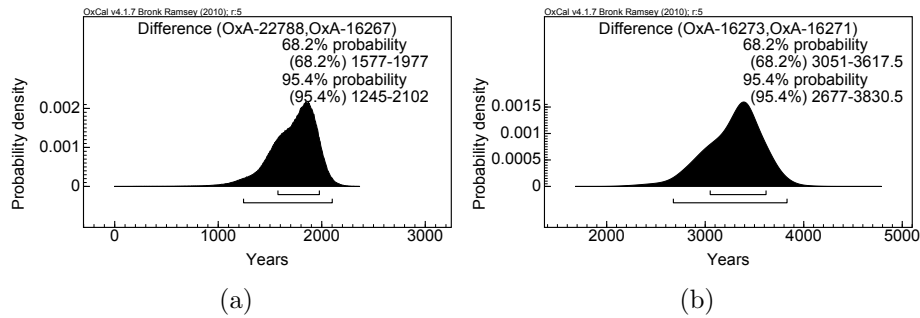 OxCal v4.1.7 Bronk Ramsey (2010); r:5
Difference (OxA-22788,OxA-16267)
68.2% probability
(68.2%) 1577-1977
95.4% probability
(95.4%) 1245-2102
Probability density
0.002
0.001
0
0 1000 2000 3000
Years
(a)
OxCal v4.1.7 Bronk Ramsey (2010); r:5
Difference (OxA-16273,OxA-16271)
68.2% probability
(68.2%) 3051-3617.5
95.4% probability
(95.4%) 2677-3830.5
Probability density
0.0015
0.001
0.0005
0
2000 3000 4000 5000
Years
(b)